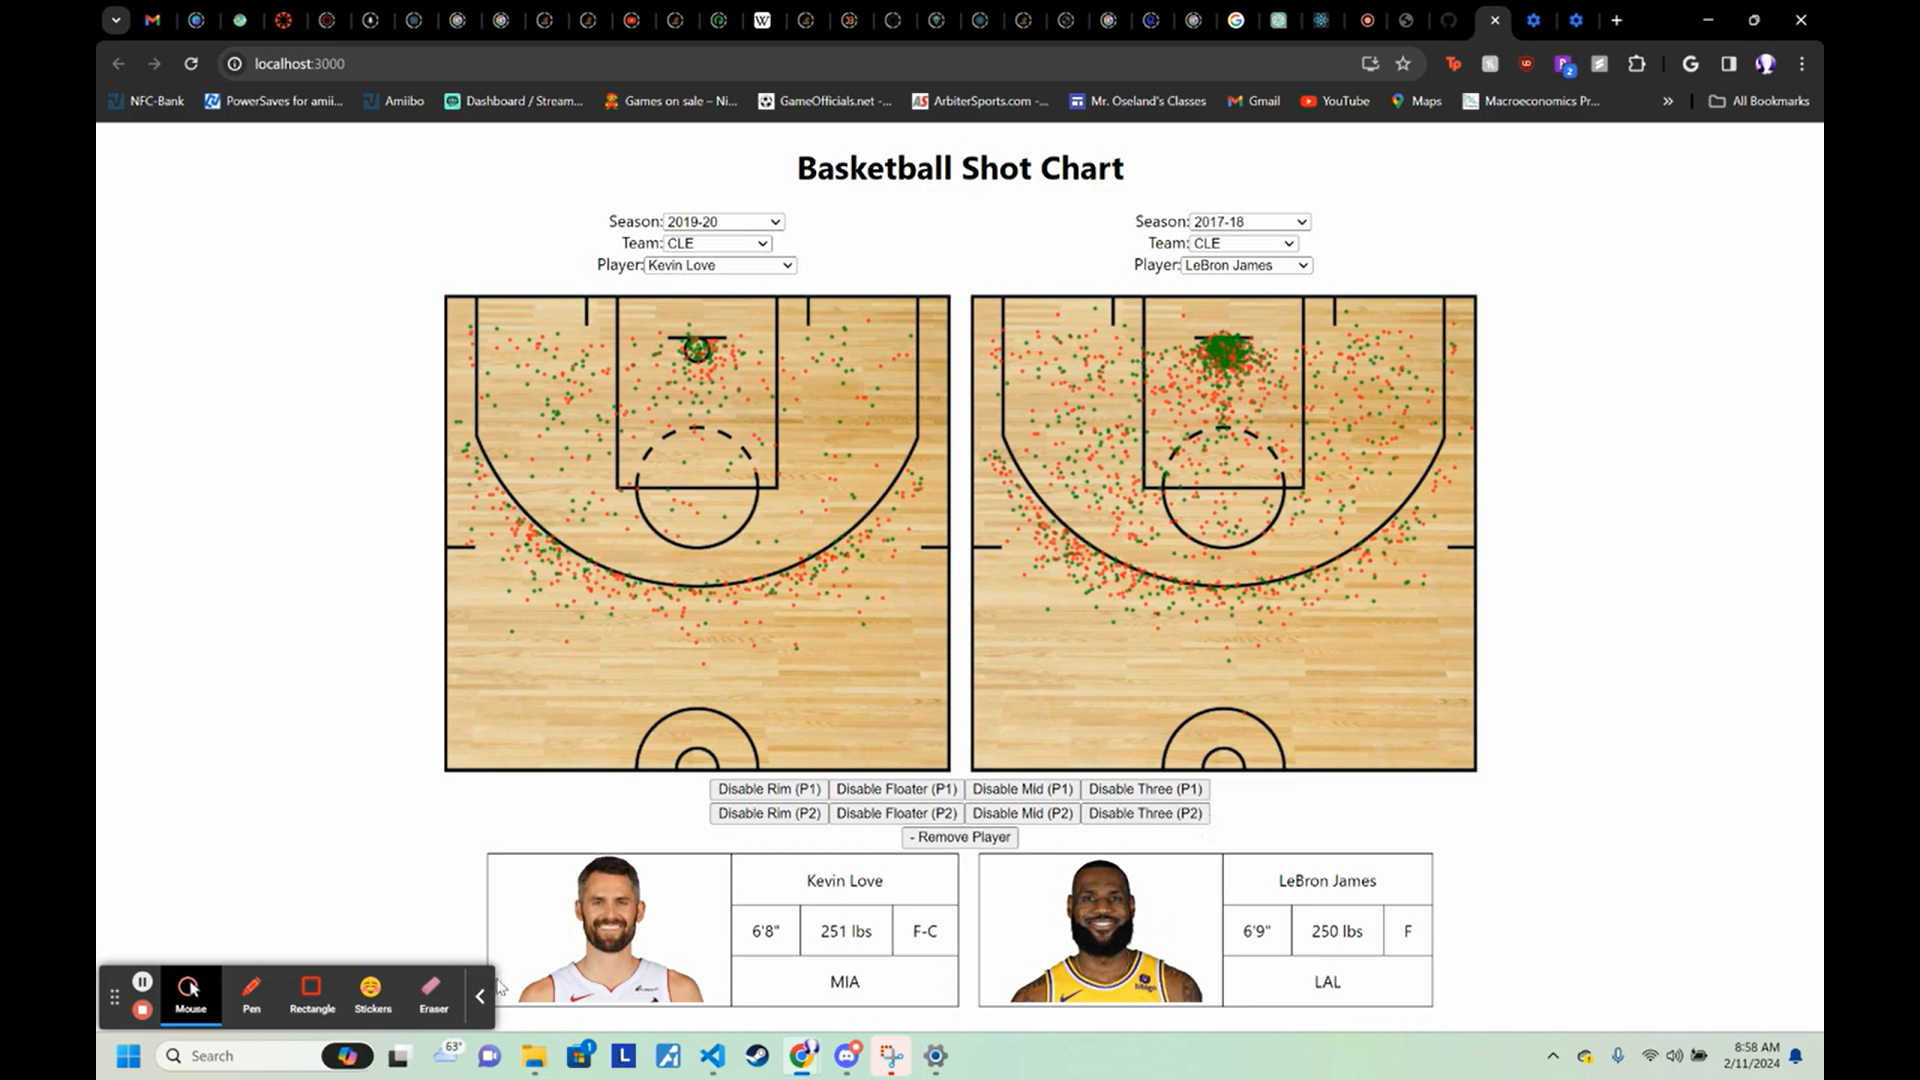 localhost:3000
NFC-Bank PowerSaves for amii... Amiibo Dashboard / Stream... Games on sale – Ni... GameOfficials.net -... ArbiterSports.com -... Mr. Oseland's Classes Gmail YouTube Maps Macroeconomics Pr... » All Bookmarks
Basketball Shot Chart
Season: 2019-20
Team: CLE
Player: Kevin Love
Season: 2017-18
Team: CLE
Player: LeBron James
Disable Rim (P1) Disable Floater (P1) Disable Mid (P1) Disable Three (P1)
Disable Rim (P2) Disable Floater (P2) Disable Mid (P2) Disable Three (P2)
- Remove Player
Kevin Love
6'8" 251 lbs F-C
MIA
LeBron James
6'9" 250 lbs F
LAL
Mouse Pen Rectangle Stickers Eraser
Search
63°
8:58 AM
2/11/2024